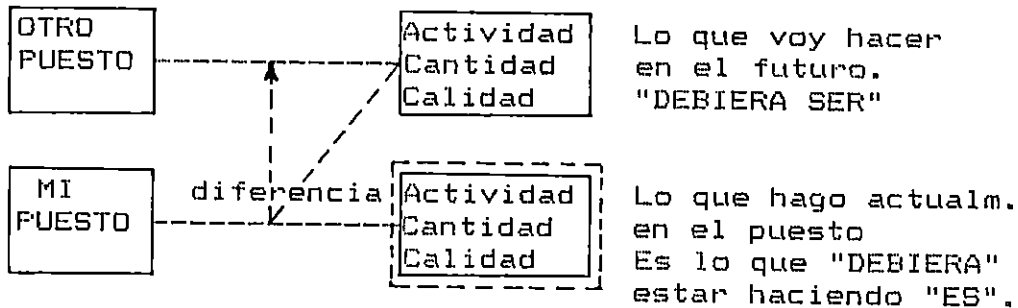 OTRO
PUESTO
Actividad
Cantidad
Calidad
Lo que voy hacer
en el futuro.
"DEBIERA SER"
MI
PUESTO
diferencia
Actividad
Cantidad
Calidad
Lo que hago actualm.
en el puesto
Es lo que "DEBIERA"
estar haciendo "ES".